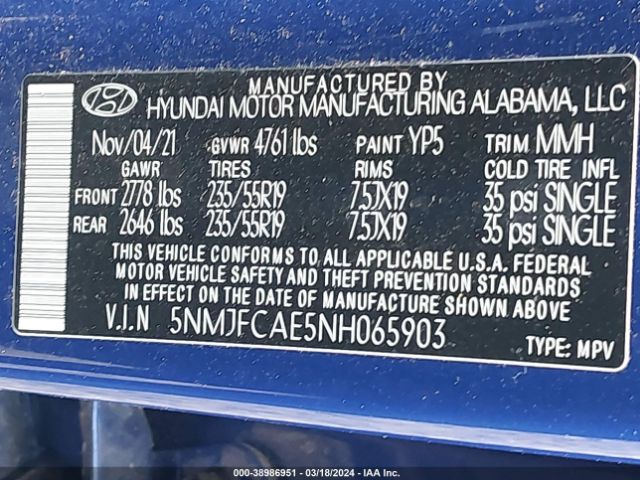 MANUFACTURED BY
HYUNDAI MOTOR MANUFACTURING ALABAMA, LLC
Nov/04/21 GVWR 4761 lbs PAINT YP5 TRIM MMH
GAWR TIRES RIMS COLD TIRE INFL
FRONT 2778 lbs 235/55R19 7.5JX19 35 psi SINGLE
REAR 2646 lbs 235/55R19 7.5JX19 35 psi SINGLE
THIS VEHICLE CONFORMS TO ALL APPLICABLE U.S.A. FEDERAL
MOTOR VEHICLE SAFETY AND THEFT PREVENTION STANDARDS
IN EFFECT ON THE DATE OF MANUFACTURE SHOWN ABOVE.
V.I.N 5NMJFCAE5NH065903
TYPE: MPV
000-38986951 - 03/18/2024 - IAA Inc.